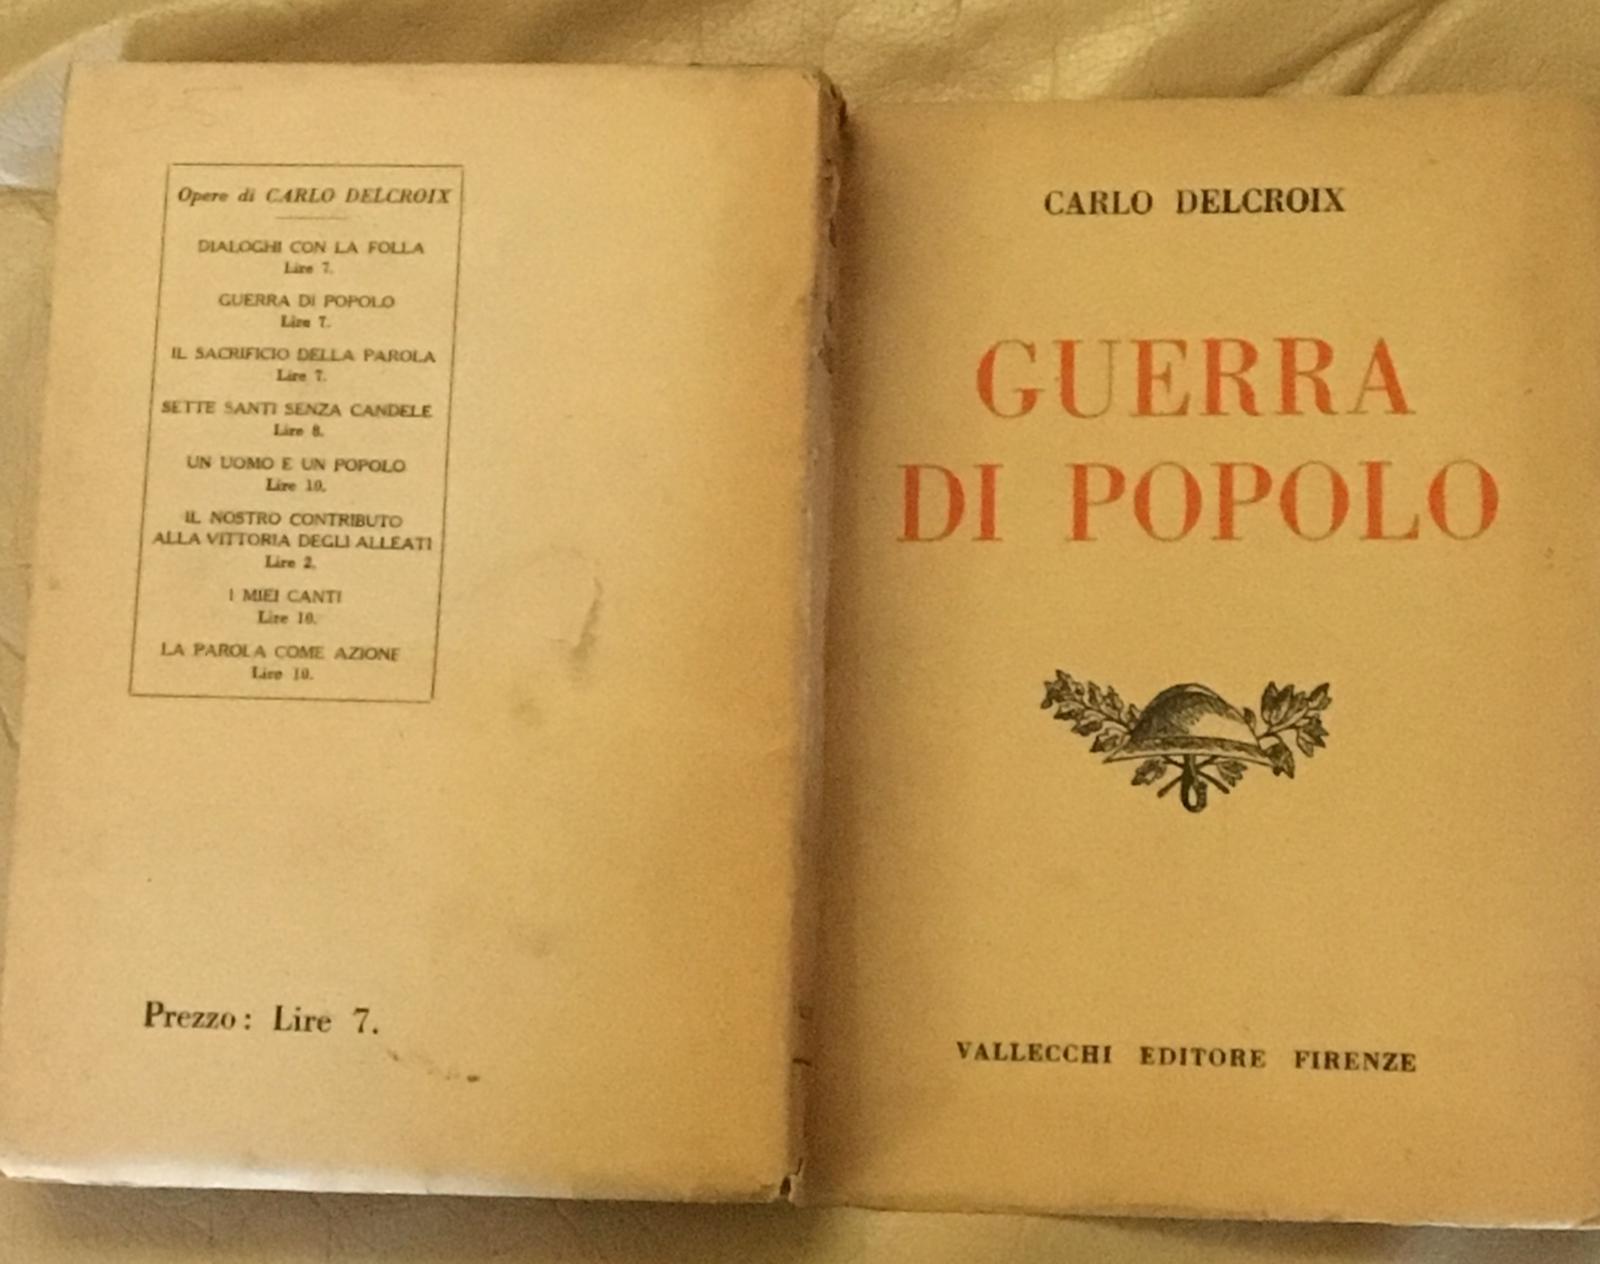 Opere di CARLO DELCROIX
DIALOGHI CON LA FOLLA
Lire 7.
GUERRA DI POPOLO
Lire 7.
IL SACRIFICIO DELLA PAROLA
Lire 7.
SETTE SANTI SENZA CANDELE
Lire 8.
UN UOMO E UN POPOLO
Lire 10.
IL NOSTRO CONTRIBUTO
ALLA VITTORIA DEGLI ALLEATI
Lire 2.
I MIEI CANTI
Lire 10.
LA PAROLA COME AZIONE
Lire 10.
Prezzo: Lire 7.
CARLO DELCROIX
GUERRA
DI POPOLO
VALLECCHI EDITORE FIRENZE